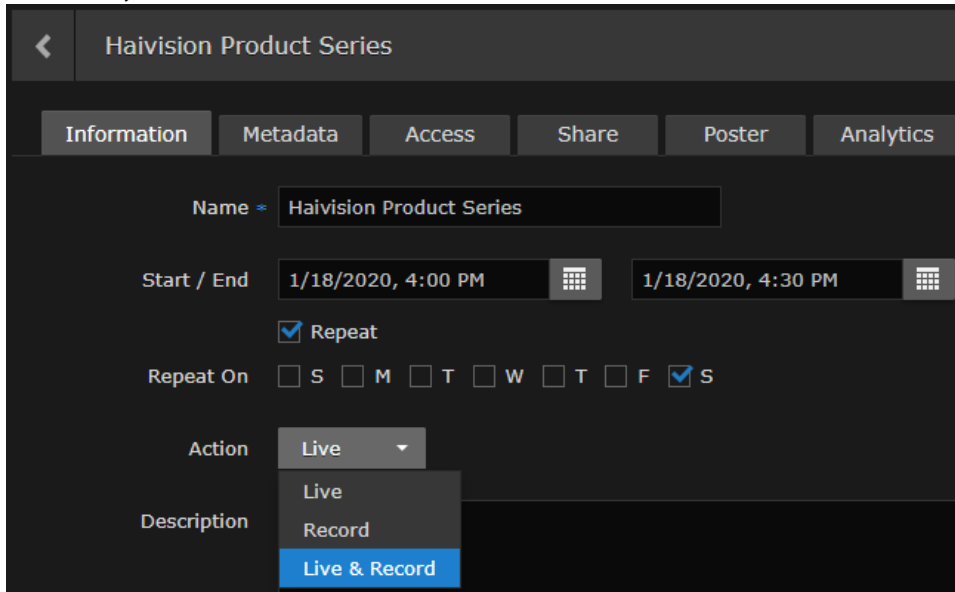 Haivision Product Series
Information Metadata Access Share Poster Analytics
Name * Haivision Product Series
Start / End 1/18/2020, 4:00 PM 1/18/2020, 4:30 PM
Repeat
Repeat On S M T W T F S
Action Live
Live
Description
Record
Live & Record